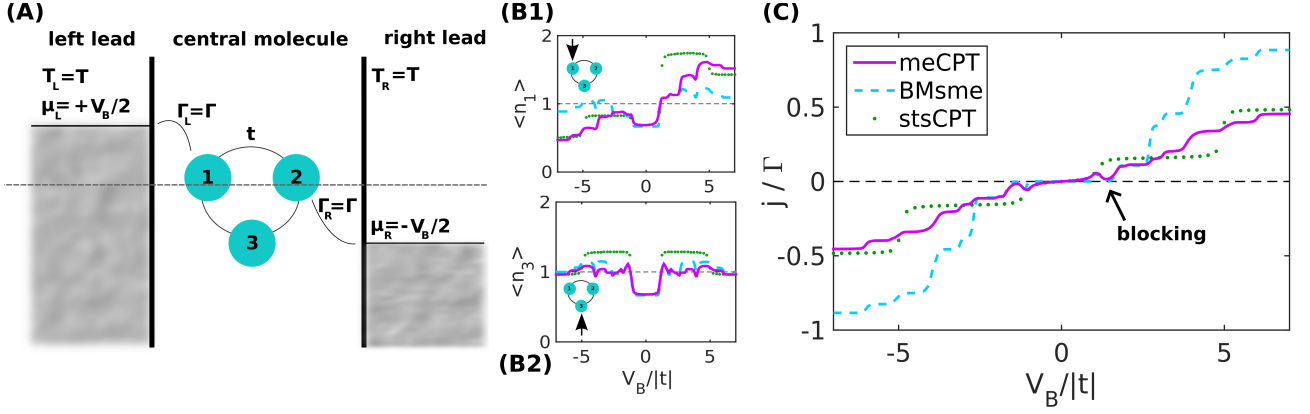 (A)
left lead
central molecule
right lead
T_L=T
μ_L=+V_B/2
Γ_L=Γ
t
1
2
3
Γ_R=Γ
T_R=T
μ_R=-V_B/2
(B1)
2
1
0
<n_1>
1
2
3
-5
0
5
(B2)
2
1
0
<n_3>
1
2
3
-5
0
5
V_B/|t|
(C)
1
0.5
0
-0.5
-1
j / Γ
meCPT
BMsme
stsCPT
blocking
-5
0
5
V_B/|t|